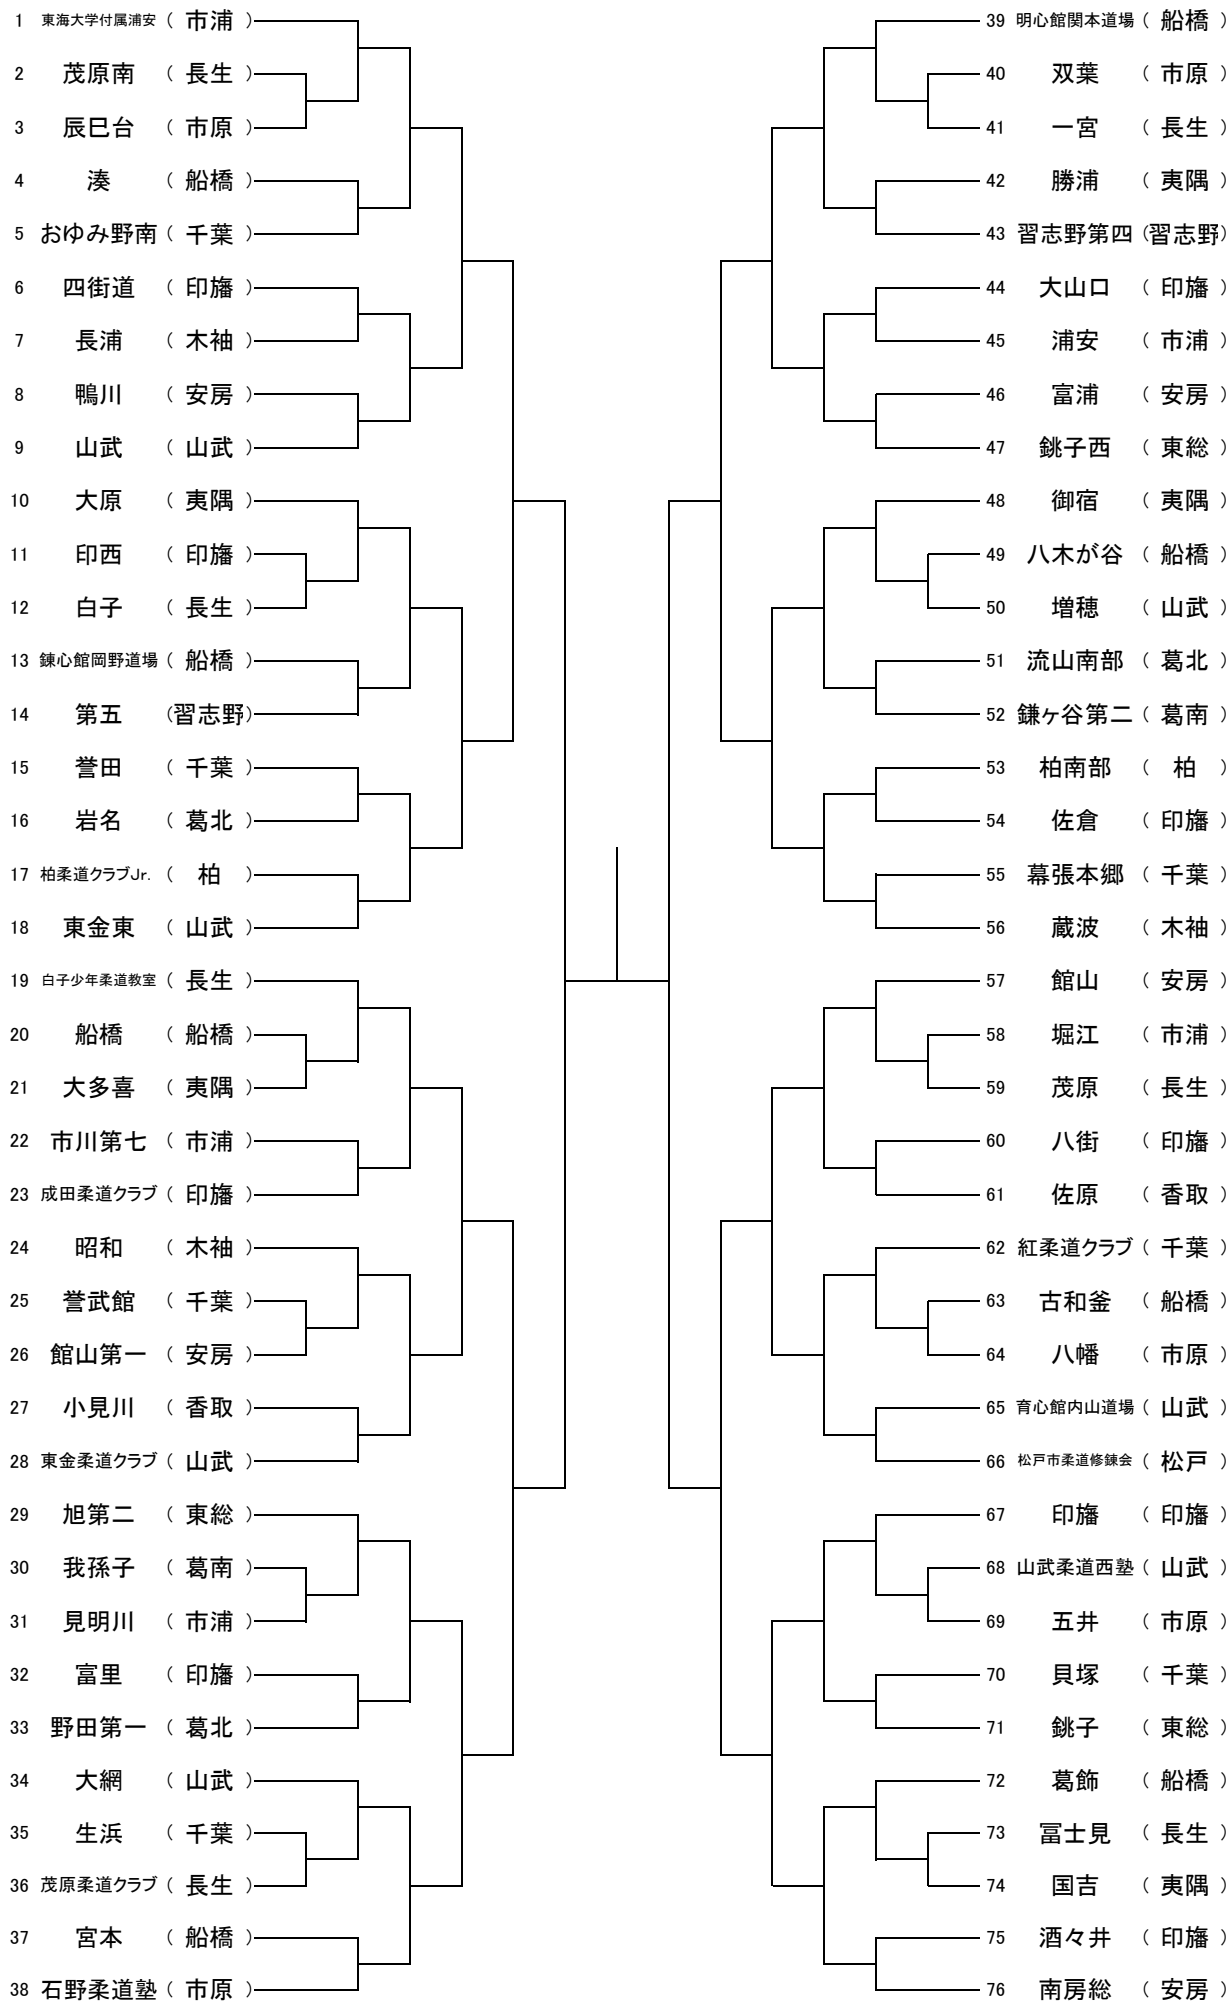 1 東海大学付属浦安 ( 市浦 )
2 茂原南 ( 長生 )
3 辰巳台 ( 市原 )
4 湊 ( 船橋 )
5 おゆみ野南 ( 千葉 )
6 四街道 ( 印旛 )
7 長浦 ( 木袖 )
8 鴨川 ( 安房 )
9 山武 ( 山武 )
10 大原 ( 夷隅 )
11 印西 ( 印旛 )
12 白子 ( 長生 )
13 錬心館岡野道場 ( 船橋 )
14 第五 (習志野)
15 誉田 ( 千葉 )
16 岩名 ( 葛北 )
17 柏柔道クラブJr. ( 柏 )
18 東金東 ( 山武 )
19 白子少年柔道教室 ( 長生 )
20 船橋 ( 船橋 )
21 大多喜 ( 夷隅 )
22 市川第七 ( 市浦 )
23 成田柔道クラブ ( 印旛 )
24 昭和 ( 木袖 )
25 誉武館 ( 千葉 )
26 館山第一 ( 安房 )
27 小見川 ( 香取 )
28 東金柔道クラブ ( 山武 )
29 旭第二 ( 東総 )
30 我孫子 ( 葛南 )
31 見明川 ( 市浦 )
32 富里 ( 印旛 )
33 野田第一 ( 葛北 )
34 大網 ( 山武 )
35 生浜 ( 千葉 )
36 茂原柔道クラブ ( 長生 )
37 宮本 ( 船橋 )
38 石野柔道塾 ( 市原 )
39 明心館関本道場 ( 船橋 )
40 双葉 ( 市原 )
41 一宮 ( 長生 )
42 勝浦 ( 夷隅 )
43 習志野第四 (習志野)
44 大山口 ( 印旛 )
45 浦安 ( 市浦 )
46 富浦 ( 安房 )
47 銚子西 ( 東総 )
48 御宿 ( 夷隅 )
49 八木が谷 ( 船橋 )
50 増穂 ( 山武 )
51 流山南部 ( 葛北 )
52 鎌ヶ谷第二 ( 葛南 )
53 柏南部 ( 柏 )
54 佐倉 ( 印旛 )
55 幕張本郷 ( 千葉 )
56 蔵波 ( 木袖 )
57 館山 ( 安房 )
58 堀江 ( 市浦 )
59 茂原 ( 長生 )
60 八街 ( 印旛 )
61 佐原 ( 香取 )
62 紅柔道クラブ ( 千葉 )
63 古和釜 ( 船橋 )
64 八幡 ( 市原 )
65 育心館内山道場 ( 山武 )
66 松戸市柔道修錬会 ( 松戸 )
67 印旛 ( 印旛 )
68 山武柔道西塾 ( 山武 )
69 五井 ( 市原 )
70 貝塚 ( 千葉 )
71 銚子 ( 東総 )
72 葛飾 ( 船橋 )
73 冨士見 ( 長生 )
74 国吉 ( 夷隅 )
75 酒々井 ( 印旛 )
76 南房総 ( 安房 )